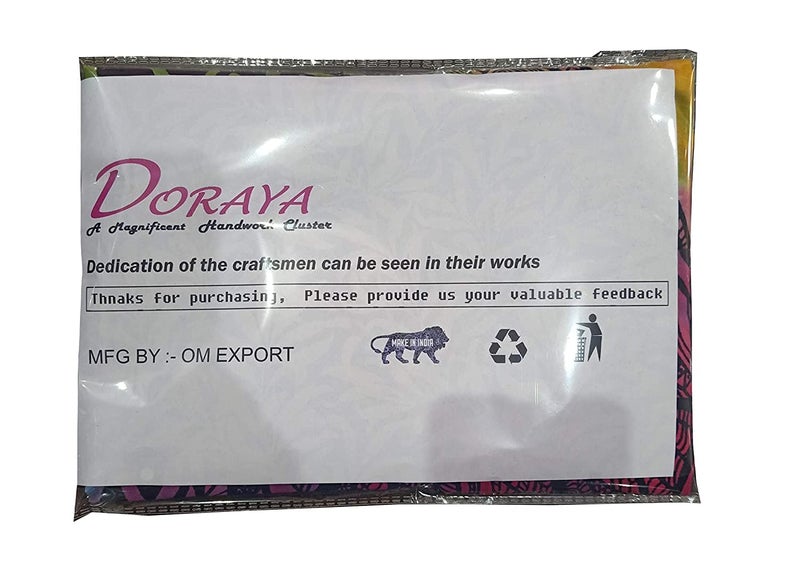 DORAYA
A Magnificent Handwork Cluster
Dedication of the craftsmen can be seen in their works
Thnaks for purchasing, Please provide us your valuable feedback
MFG BY :- OM EXPORT
MAKE IN INDIA